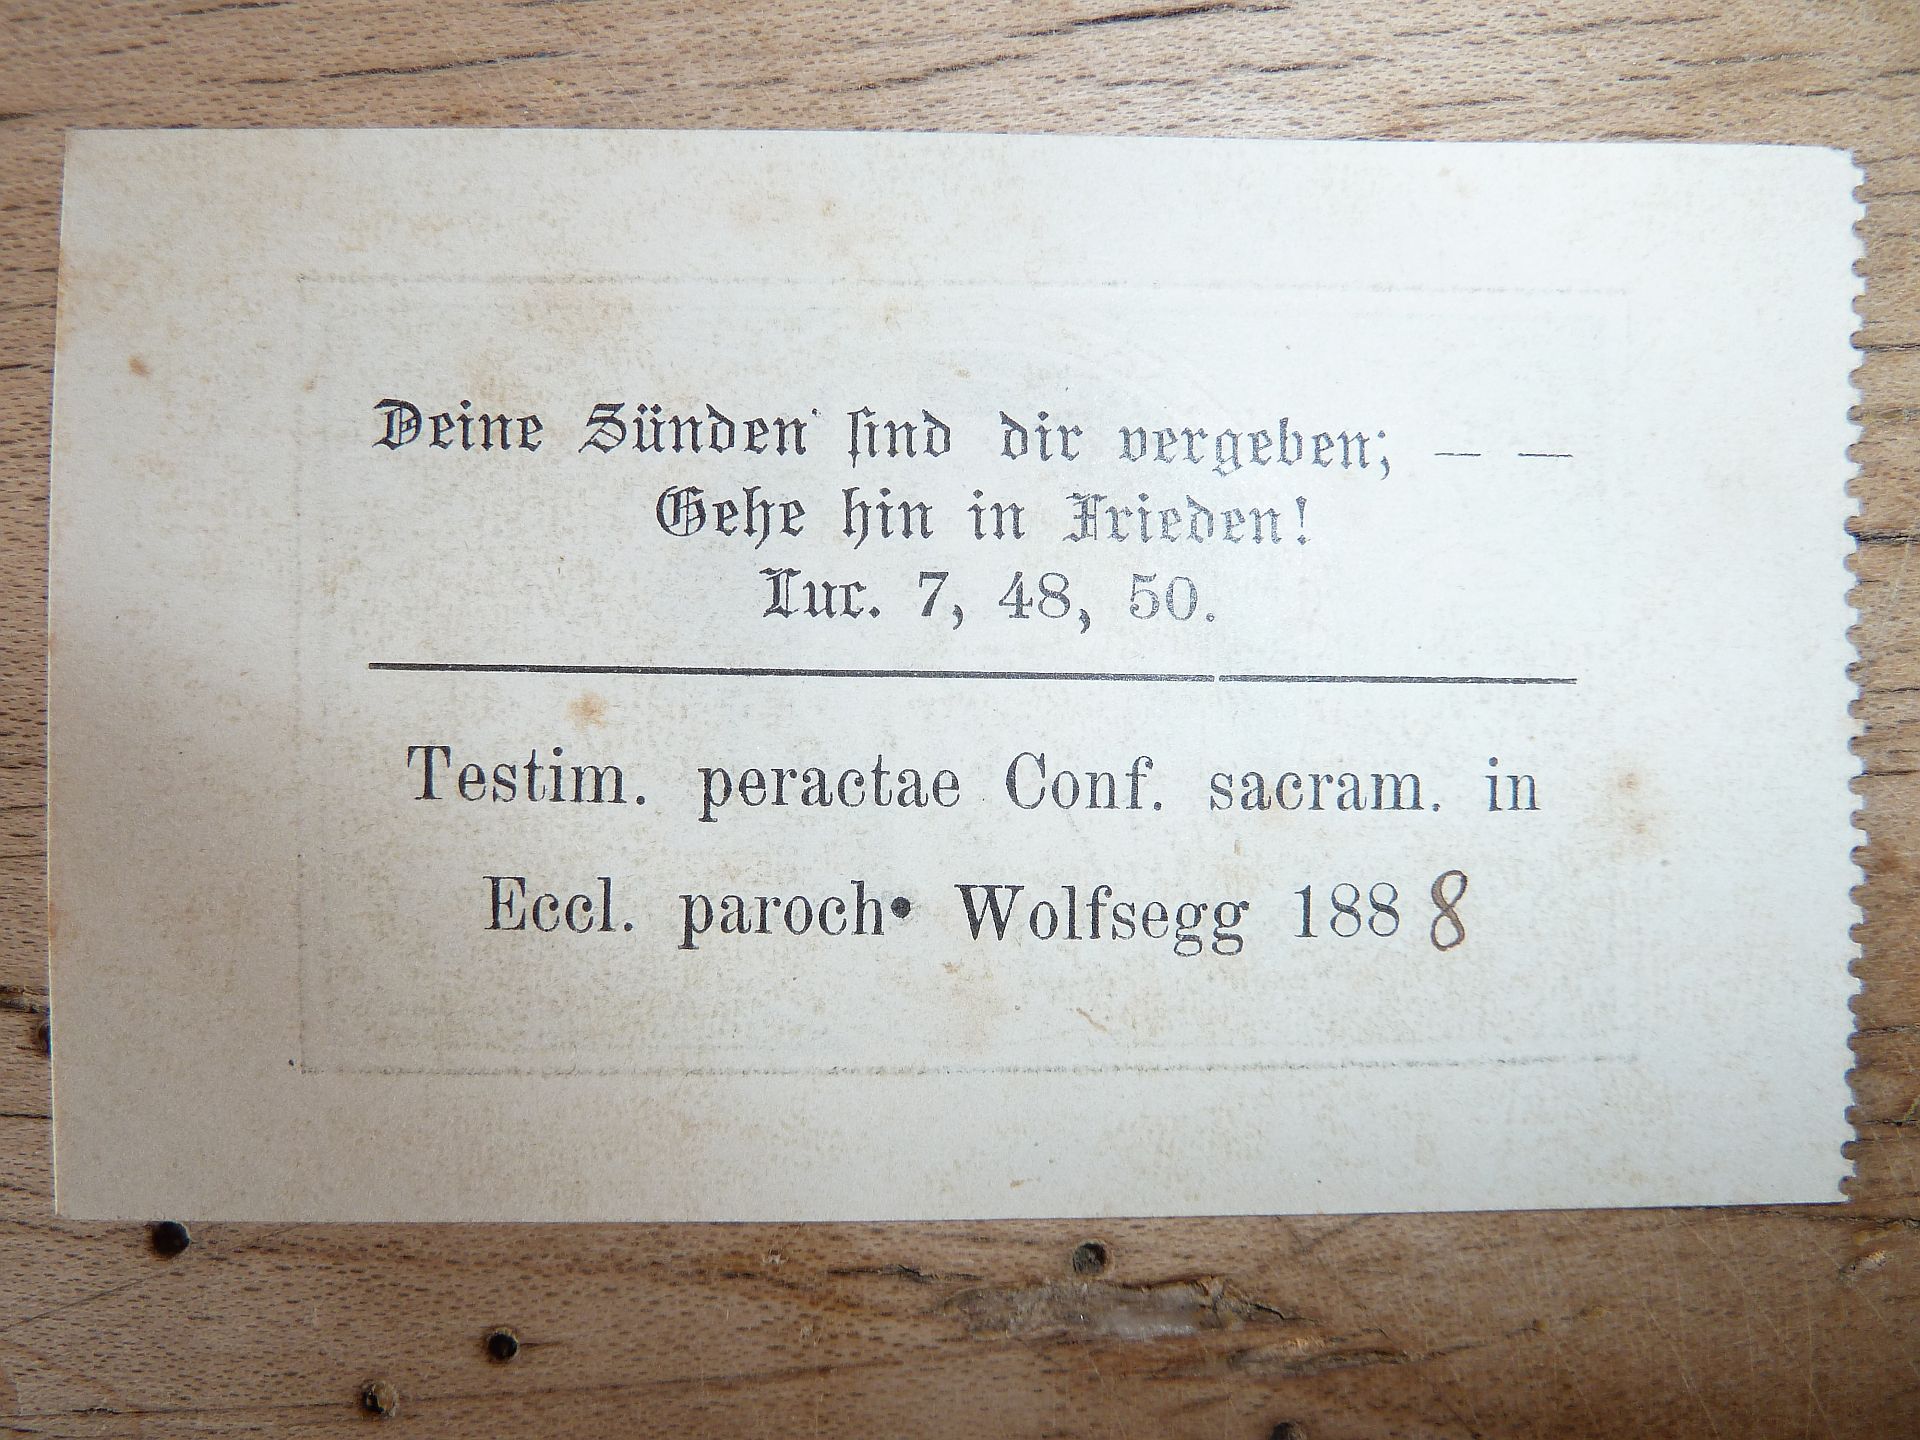 Deine Sünden sind dir vergeben; — —
Gehe hin in Frieden!
Luc. 7, 48, 50.
Testim. peractae Conf. sacram. in
Eccl. paroch. Wolfsegg 1888